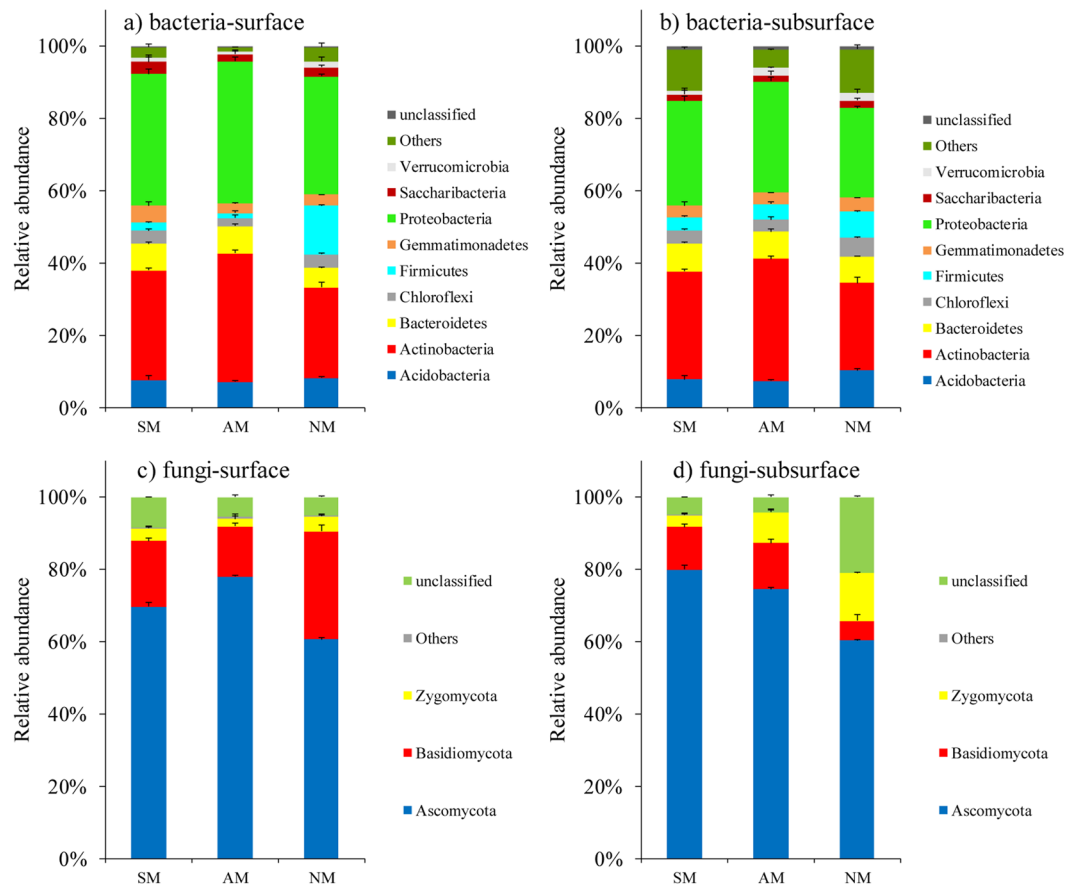 a) bacteria-surface
100%
80%
60%
40%
20%
0%
Relative abundance
SM AM NM
unclassified
Others
Verrucomicrobia
Saccharibacteria
Proteobacteria
Gemmatimonadetes
Firmicutes
Chloroflexi
Bacteroidetes
Actinobacteria
Acidobacteria
b) bacteria-subsurface
100%
80%
60%
40%
20%
0%
Relative abundance
SM AM NM
unclassified
Others
Verrucomicrobia
Saccharibacteria
Proteobacteria
Gemmatimonadetes
Firmicutes
Chloroflexi
Bacteroidetes
Actinobacteria
Acidobacteria
c) fungi-surface
100%
80%
60%
40%
20%
0%
Relative abundance
SM AM NM
unclassified
Others
Zygomycota
Basidiomycota
Ascomycota
d) fungi-subsurface
100%
80%
60%
40%
20%
0%
Relative abundance
SM AM NM
unclassified
Others
Zygomycota
Basidiomycota
Ascomycota